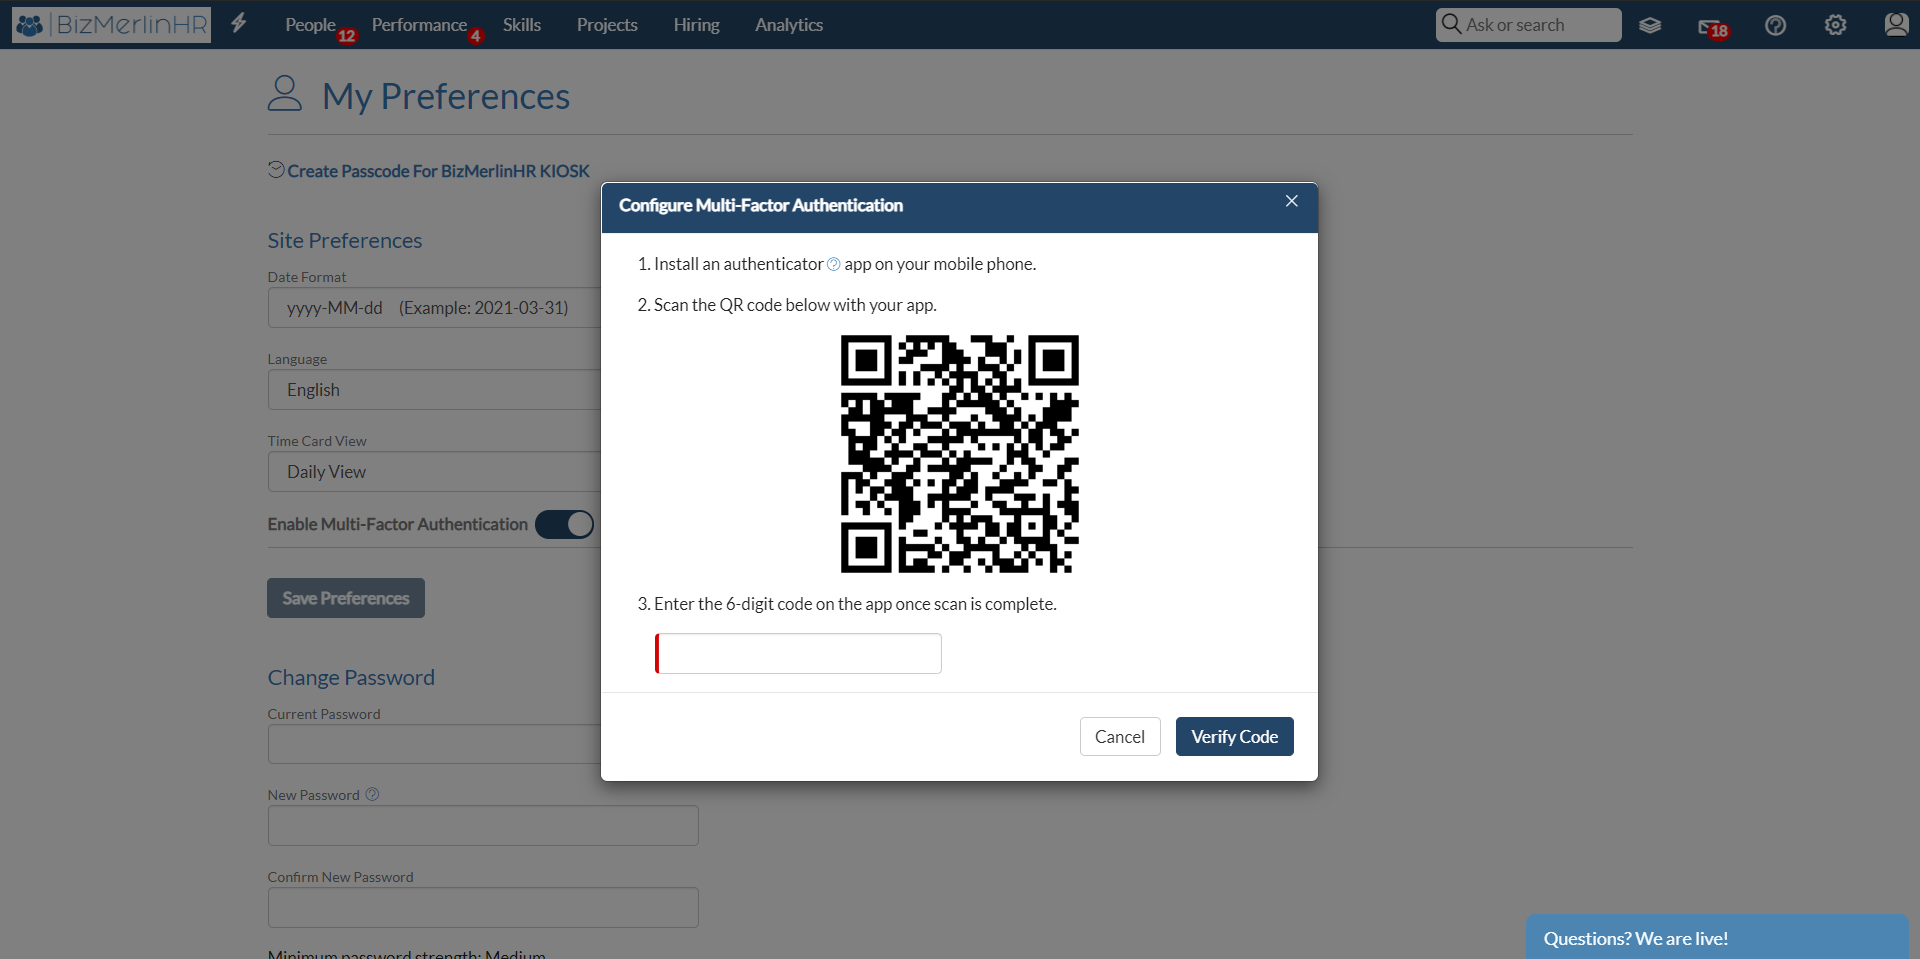 BizMerlinHR
People 12 Performance 4 Skills Projects Hiring Analytics
Ask or search
18
My Preferences
Create Passcode For BizMerlinHR KIOSK
Site Preferences
Date Format
yyyy-MM-dd (Example: 2021-03-31)
Language
English
Time Card View
Daily View
Enable Multi-Factor Authentication
Save Preferences
Change Password
Current Password
New Password
Confirm New Password
Minimum password strength: Medium
Configure Multi-Factor Authentication
1. Install an authenticator app on your mobile phone.
2. Scan the QR code below with your app.
3. Enter the 6-digit code on the app once scan is complete.
Cancel
Verify Code
Questions? We are live!